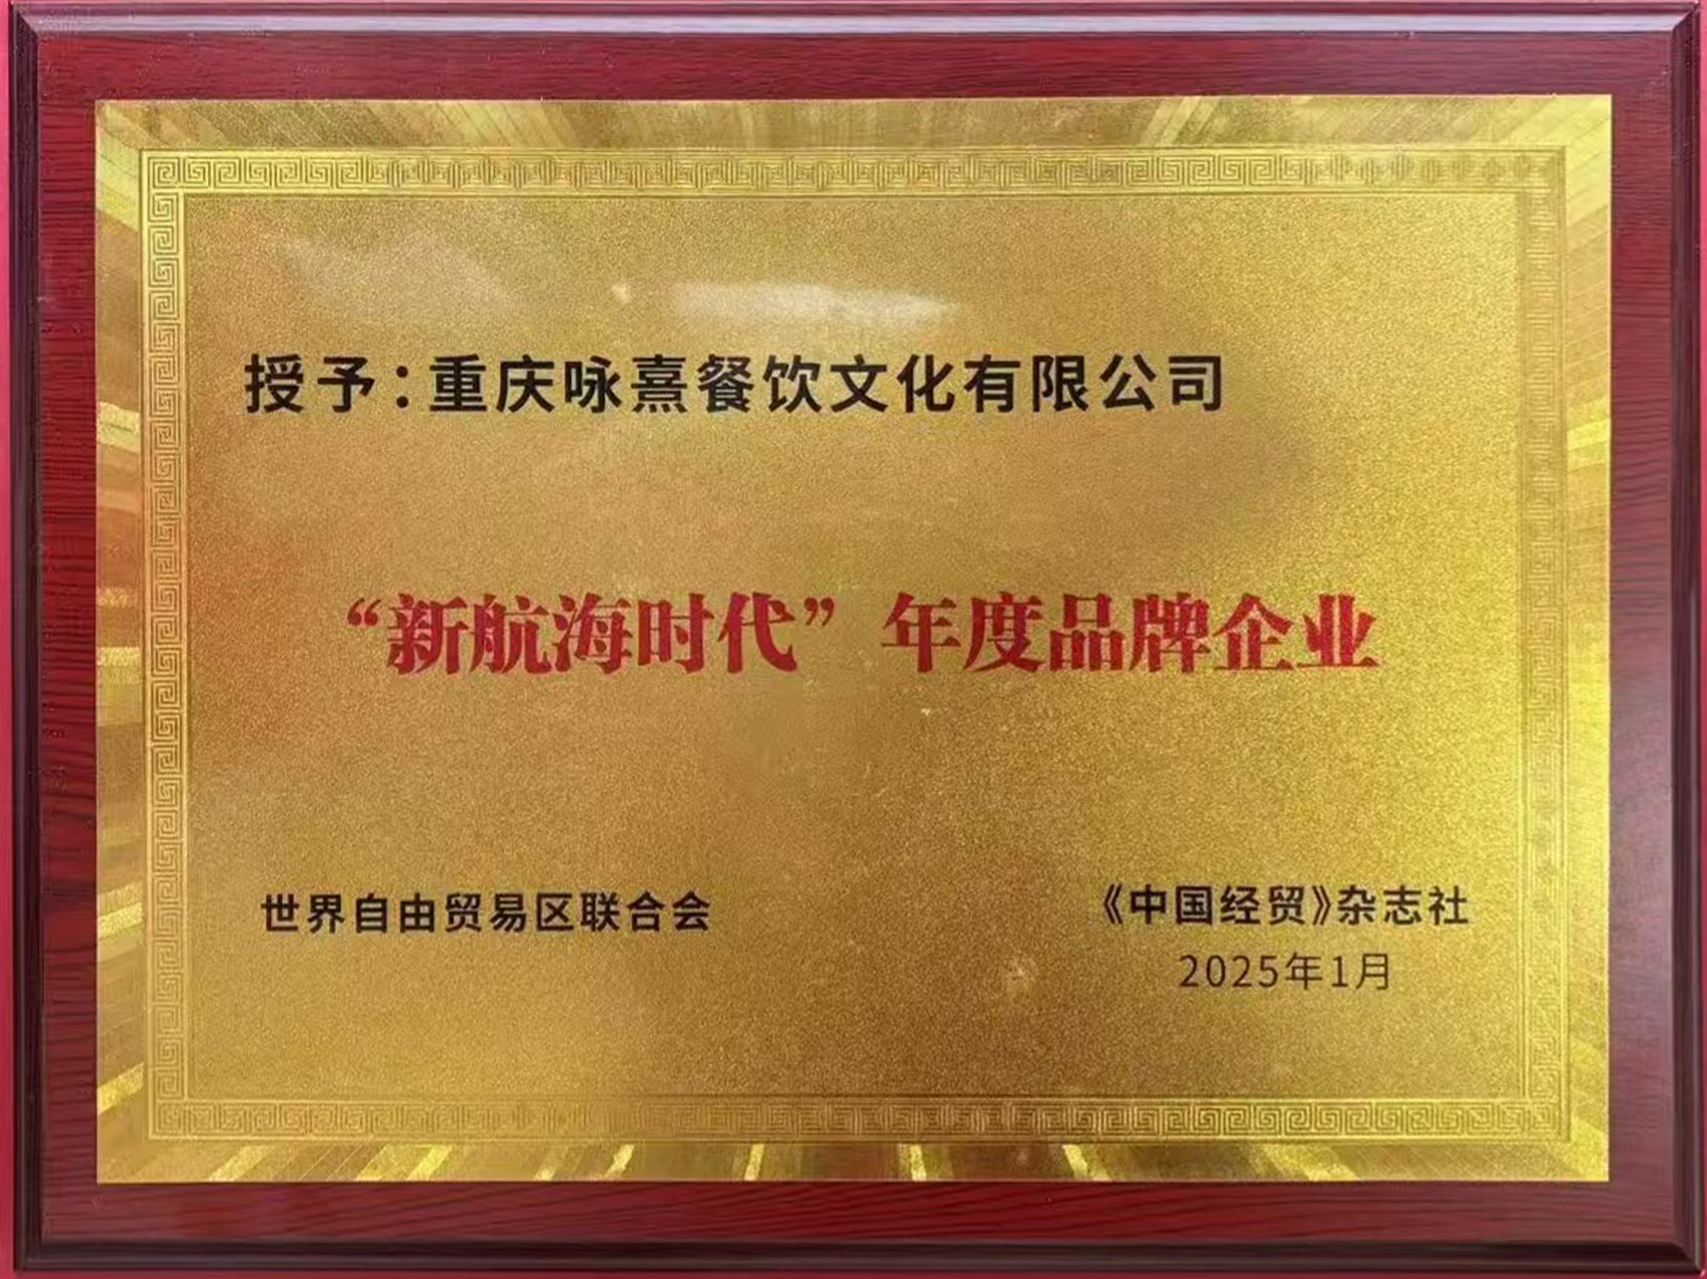 授予：重庆咏熹餐饮文化有限公司
“新航海时代”年度品牌企业
世界自由贸易区联合会
《中国经贸》杂志社
2025年1月